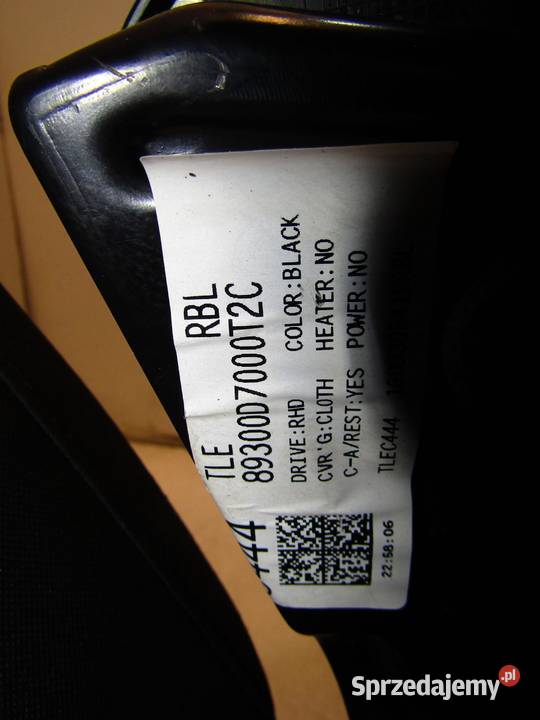 TLE RBL
89300D7000T2C
DRIVE:RHD COLOR:BLACK
CVR'G:CLOTH HEATER:NO
C-A/REST:YES POWER:NO
TLEC444
444
22:58:06
Sprzedajemy.pl